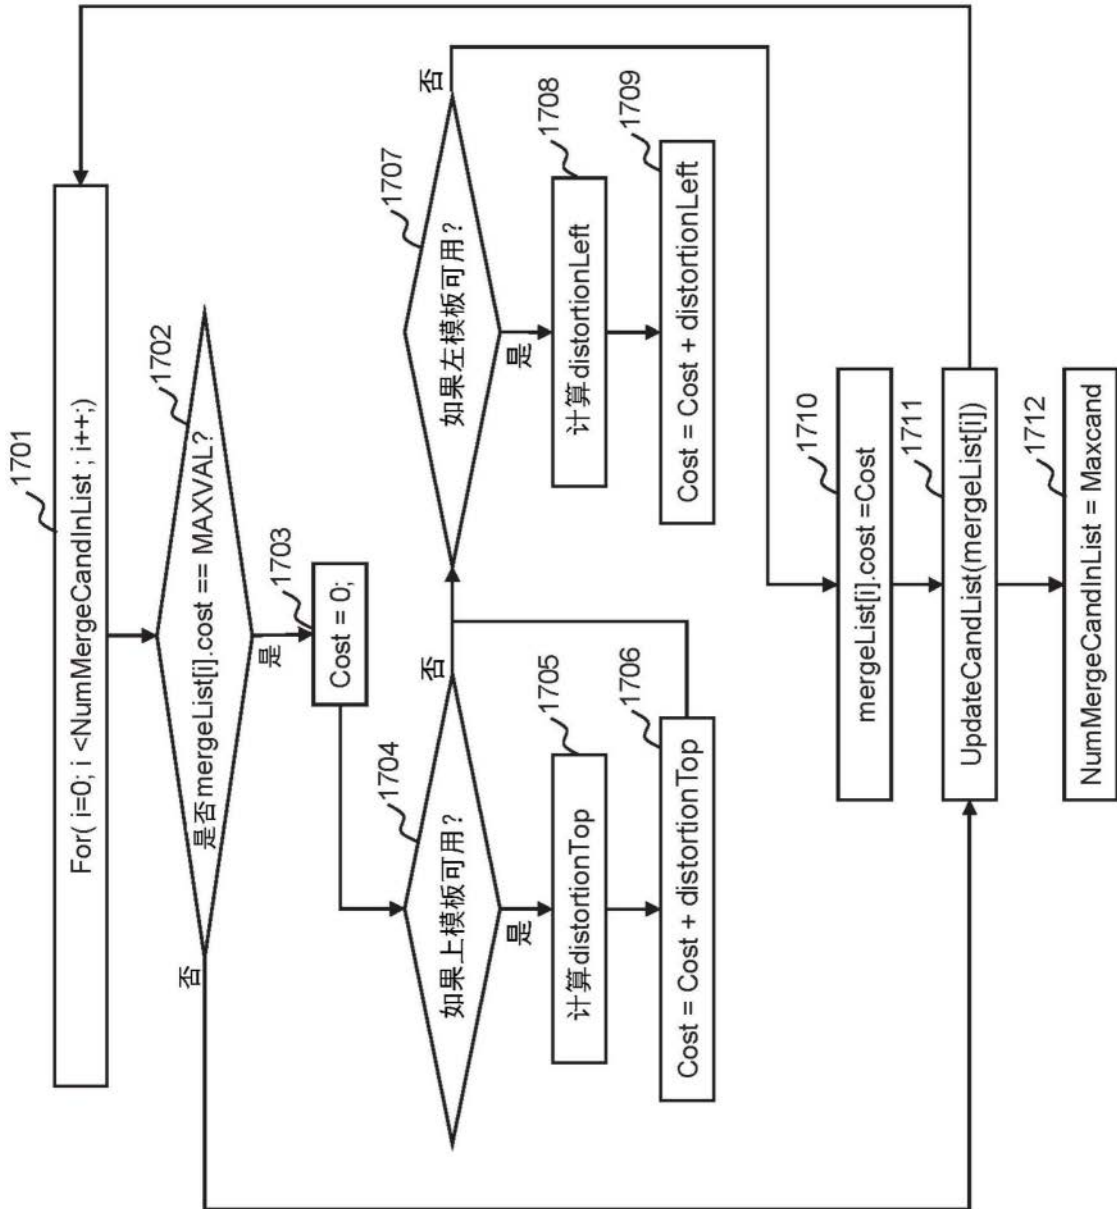 1701
For( i=0; i <NumMergeCandInList ; i++;)
1702
是否mergeList[i].cost == MAXVAL?
否
是
1703
Cost = 0;
1704
如果上模板可用?
否
是
1705
计算distortionTop
1706
Cost = Cost + distortionTop
1707
如果左模板可用?
否
是
1708
计算distortionLeft
1709
Cost = Cost + distortionLeft
1710
mergeList[i].cost =Cost
1711
UpdateCandList(mergeList[i])
1712
NumMergeCandInList = Maxcand